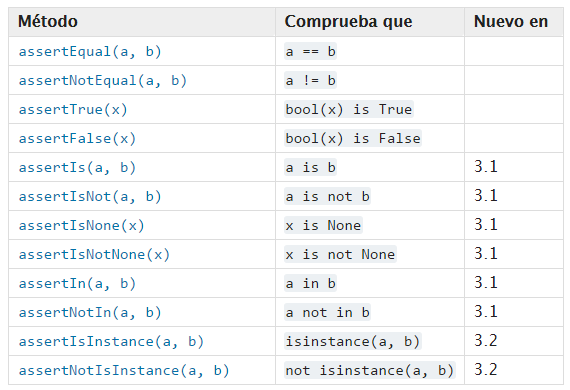 Método Comprueba que Nuevo en
assertEqual(a, b) a == b
assertNotEqual(a, b) a != b
assertTrue(x) bool(x) is True
assertFalse(x) bool(x) is False
assertIs(a, b) a is b 3.1
assertIsNot(a, b) a is not b 3.1
assertIsNone(x) x is None 3.1
assertIsNotNone(x) x is not None 3.1
assertIn(a, b) a in b 3.1
assertNotIn(a, b) a not in b 3.1
assertIsInstance(a, b) isinstance(a, b) 3.2
assertNotIsInstance(a, b) not isinstance(a, b) 3.2